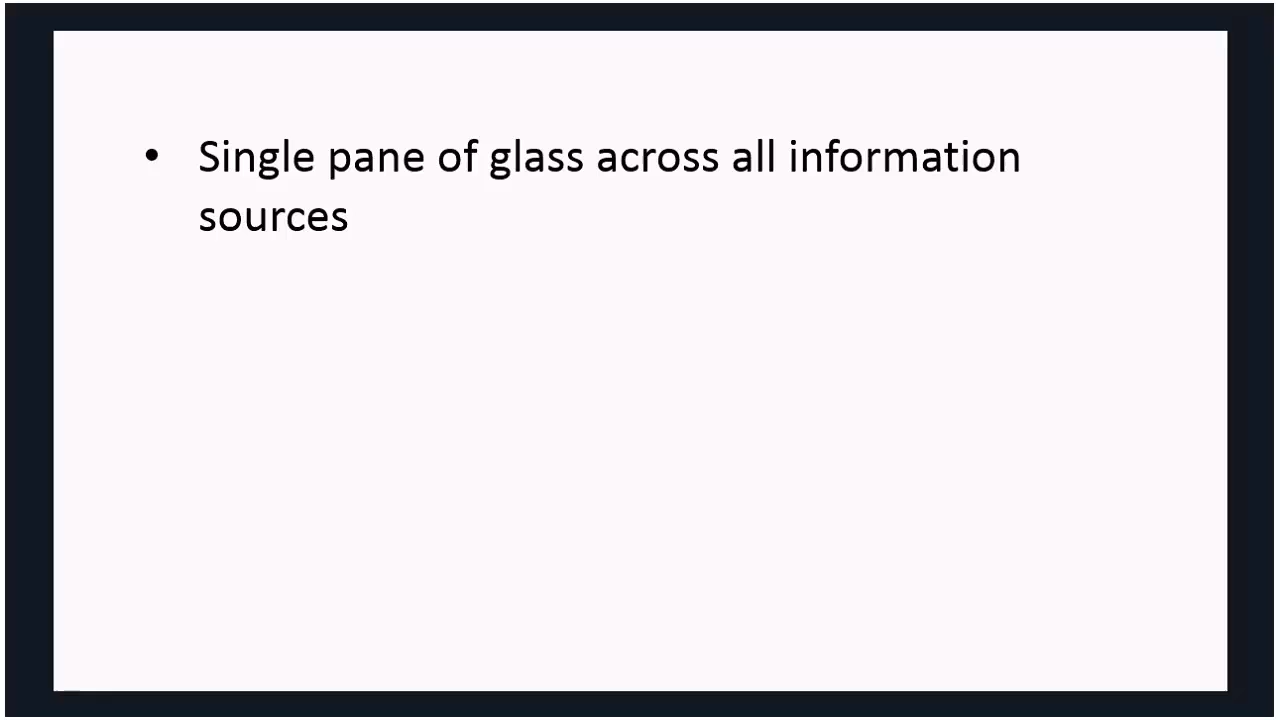 • Single pane of glass across all information
sources